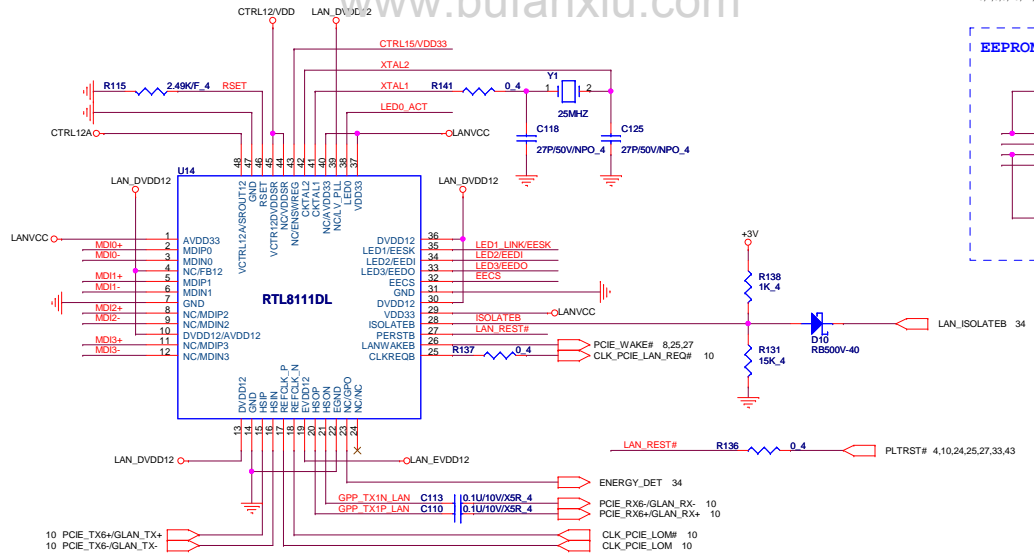 www.bufanxiu.com
CTRL12/VDD
LAN_DVDD12
CTRL15/VDD33
XTAL2
XTAL1
R141
0_4
Y1
1
2
25MHZ
LED0_ACT
R115
2.49K/F_4
RSET
CTRL12A
LANVCC
C118
27P/50V/NPO_4
C125
27P/50V/NPO_4
EEPROM
48
47
46
45
44
43
42
41
40
39
38
37
U14
VCTRL12A/SROUT12
GND
RSET
VCTR12DVDDSR
NC/VDDSR
NC/ENSWREG
CKTAL2
CKTAL1
NC/AVDD33
NC/LV_PLL
LED0
VDD33
LAN_DVDD12
LAN_DVDD12
LANVCC
MDI0+
MDI0-
MDI1+
MDI1-
MDI2+
MDI2-
MDI3+
MDI3-
1 AVDD33
2 MDIP0
3 MDIN0
4 NC/FB12
5 MDIP1
6 MDIN1
7 GND
8 NC/MDIP2
9 NC/MDIN2
10 DVDD12/AVDD12
11 NC/MDIP3
12 NC/MDIN3
RTL8111DL
DVDD12 36
LED1/EESK 35
LED2/EEDI 34
LED3/EEDO 33
EECS 32
GND 31
DVDD12 30
VDD33 29
ISOLATEB 28
PERSTB 27
LANWAKEB 26
CLKREQB 25
LED1_LINK/EESK
LED2/EEDI
LED3/EEDO
EECS
LANVCC
ISOLATEB
LAN_REST#
PCIE_WAKE# 8,25,27
R137
0_4
CLK_PCIE_LAN_REQ# 10
+3V
R138
1K_4
R131
15K_4
D10
RB500V-40
LAN_ISOLATEB 34
DVDD12
GND
HSIP
HSIN
REFCLK_P
REFCLK_N
EVDD12
HSOP
HSON
EGND
NC/GPO
NC/NC
13
14
15
16
17
18
19
20
21
22
23
24
LAN_DVDD12
LAN_EVDD12
LAN_REST#
R136
0_4
PLTRST# 4,10,24,25,27,33,43
ENERGY_DET 34
GPP_TX1N_LAN C113 0.1U/10V/X5R_4 PCIE_RX6-/GLAN_RX- 10
GPP_TX1P_LAN C110 0.1U/10V/X5R_4 PCIE_RX6+/GLAN_RX+ 10
10 PCIE_TX6+/GLAN_TX+
CLK_PCIE_LOM# 10
10 PCIE_TX6-/GLAN_TX-
CLK_PCIE_LOM 10